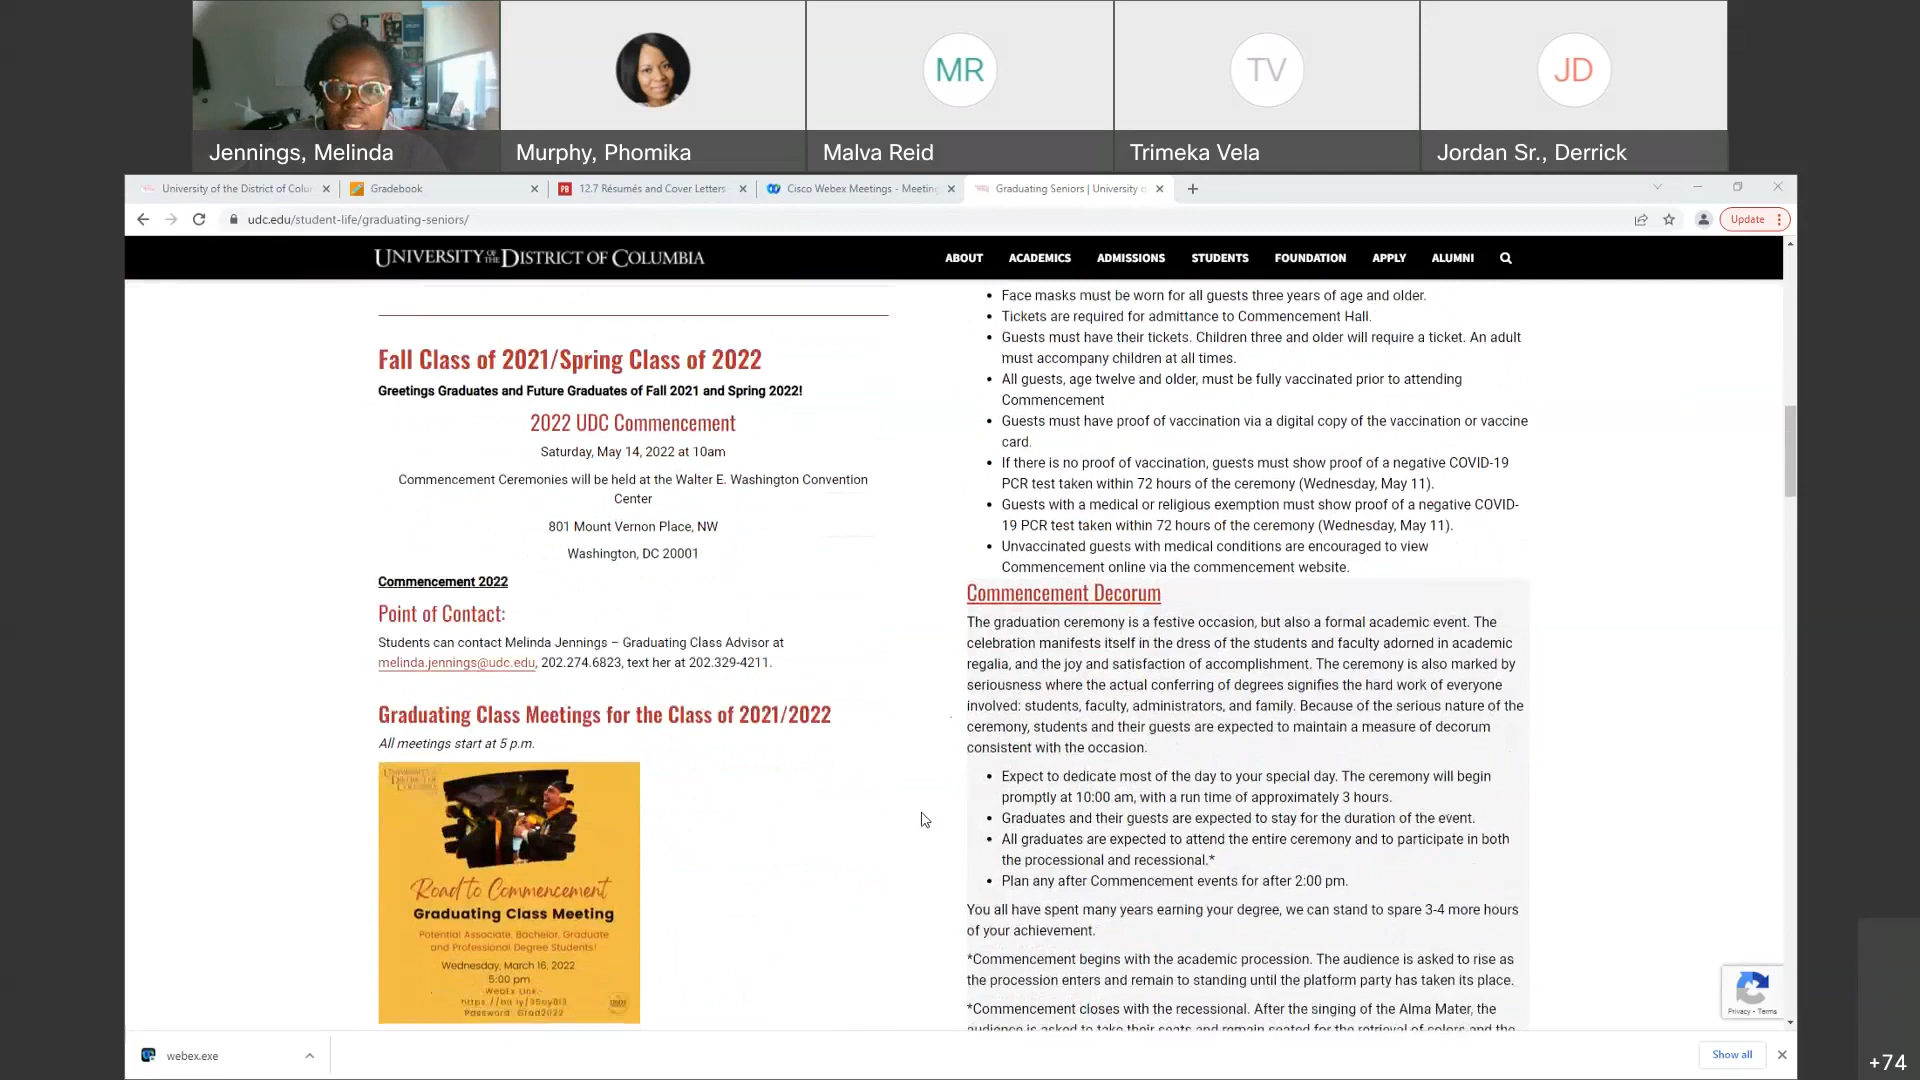 Jennings, Melinda
Murphy, Phomika
MR
Malva Reid
TV
Trimeka Vela
JD
Jordan Sr., Derrick
University of the District of Colu
Gradebook
12.7 Résumés and Cover Letters
Cisco Webex Meetings - Meeting
Graduating Seniors | University o
udc.edu/student-life/graduating-seniors/
Update
UNIVERSITY OF THE DISTRICT OF COLUMBIA
ABOUT
ACADEMICS
ADMISSIONS
STUDENTS
FOUNDATION
APPLY
ALUMNI
Fall Class of 2021/Spring Class of 2022
Greetings Graduates and Future Graduates of Fall 2021 and Spring 2022!
2022 UDC Commencement
Saturday, May 14, 2022 at 10am
Commencement Ceremonies will be held at the Walter E. Washington Convention
Center
801 Mount Vernon Place, NW
Washington, DC 20001
Commencement 2022
Point of Contact:
Students can contact Melinda Jennings – Graduating Class Advisor at
melinda.jennings@udc.edu, 202.274.6823, text her at 202.329-4211.
Graduating Class Meetings for the Class of 2021/2022
All meetings start at 5 p.m.
UNIVERSITY OF THE DISTRICT OF COLUMBIA
Road to Commencement
Graduating Class Meeting
Potential Associate, Bachelor, Graduate
and Professional Degree Students!
Wednesday, March 16, 2022
5:00 pm
WebEx Link:
Password: Grad2022
• Face masks must be worn for all guests three years of age and older.
• Tickets are required for admittance to Commencement Hall.
• Guests must have their tickets. Children three and older will require a ticket. An adult
must accompany children at all times.
• All guests, age twelve and older, must be fully vaccinated prior to attending
Commencement
• Guests must have proof of vaccination via a digital copy of the vaccination or vaccine
card.
• If there is no proof of vaccination, guests must show proof of a negative COVID-19
PCR test taken within 72 hours of the ceremony (Wednesday, May 11).
• Guests with a medical or religious exemption must show proof of a negative COVID-
19 PCR test taken within 72 hours of the ceremony (Wednesday, May 11).
• Unvaccinated guests with medical conditions are encouraged to view
Commencement online via the commencement website.
Commencement Decorum
The graduation ceremony is a festive occasion, but also a formal academic event. The
celebration manifests itself in the dress of the students and faculty adorned in academic
regalia, and the joy and satisfaction of accomplishment. The ceremony is also marked by
seriousness where the actual conferring of degrees signifies the hard work of everyone
involved: students, faculty, administrators, and family. Because of the serious nature of the
ceremony, students and their guests are expected to maintain a measure of decorum
consistent with the occasion.
• Expect to dedicate most of the day to your special day. The ceremony will begin
promptly at 10:00 am, with a run time of approximately 3 hours.
• Graduates and their guests are expected to stay for the duration of the event.
• All graduates are expected to attend the entire ceremony and to participate in both
the processional and recessional.*
• Plan any after Commencement events for after 2:00 pm.
You all have spent many years earning your degree, we can stand to spare 3-4 more hours
of your achievement.
*Commencement begins with the academic procession. The audience is asked to rise as
the procession enters and remain to standing until the platform party has taken its place.
*Commencement closes with the recessional. After the singing of the Alma Mater, the
audience is asked to take their seats and remain seated for the retrieval of colors and the
Privacy - Terms
webex.exe
Show all
+74